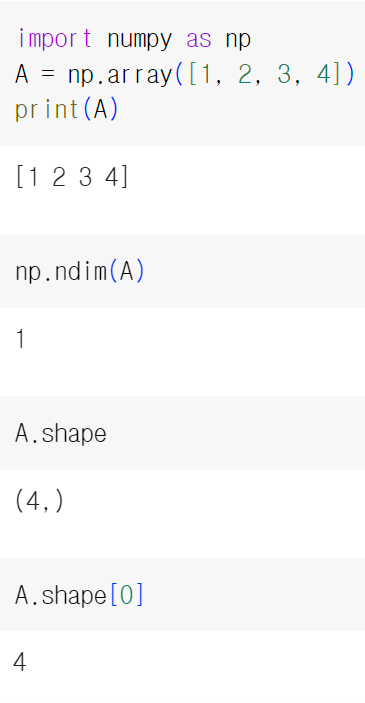 import numpy as np
A = np.array([1, 2, 3, 4])
print(A)
[1 2 3 4]
np.ndim(A)
1
A.shape
(4,)
A.shape[0]
4